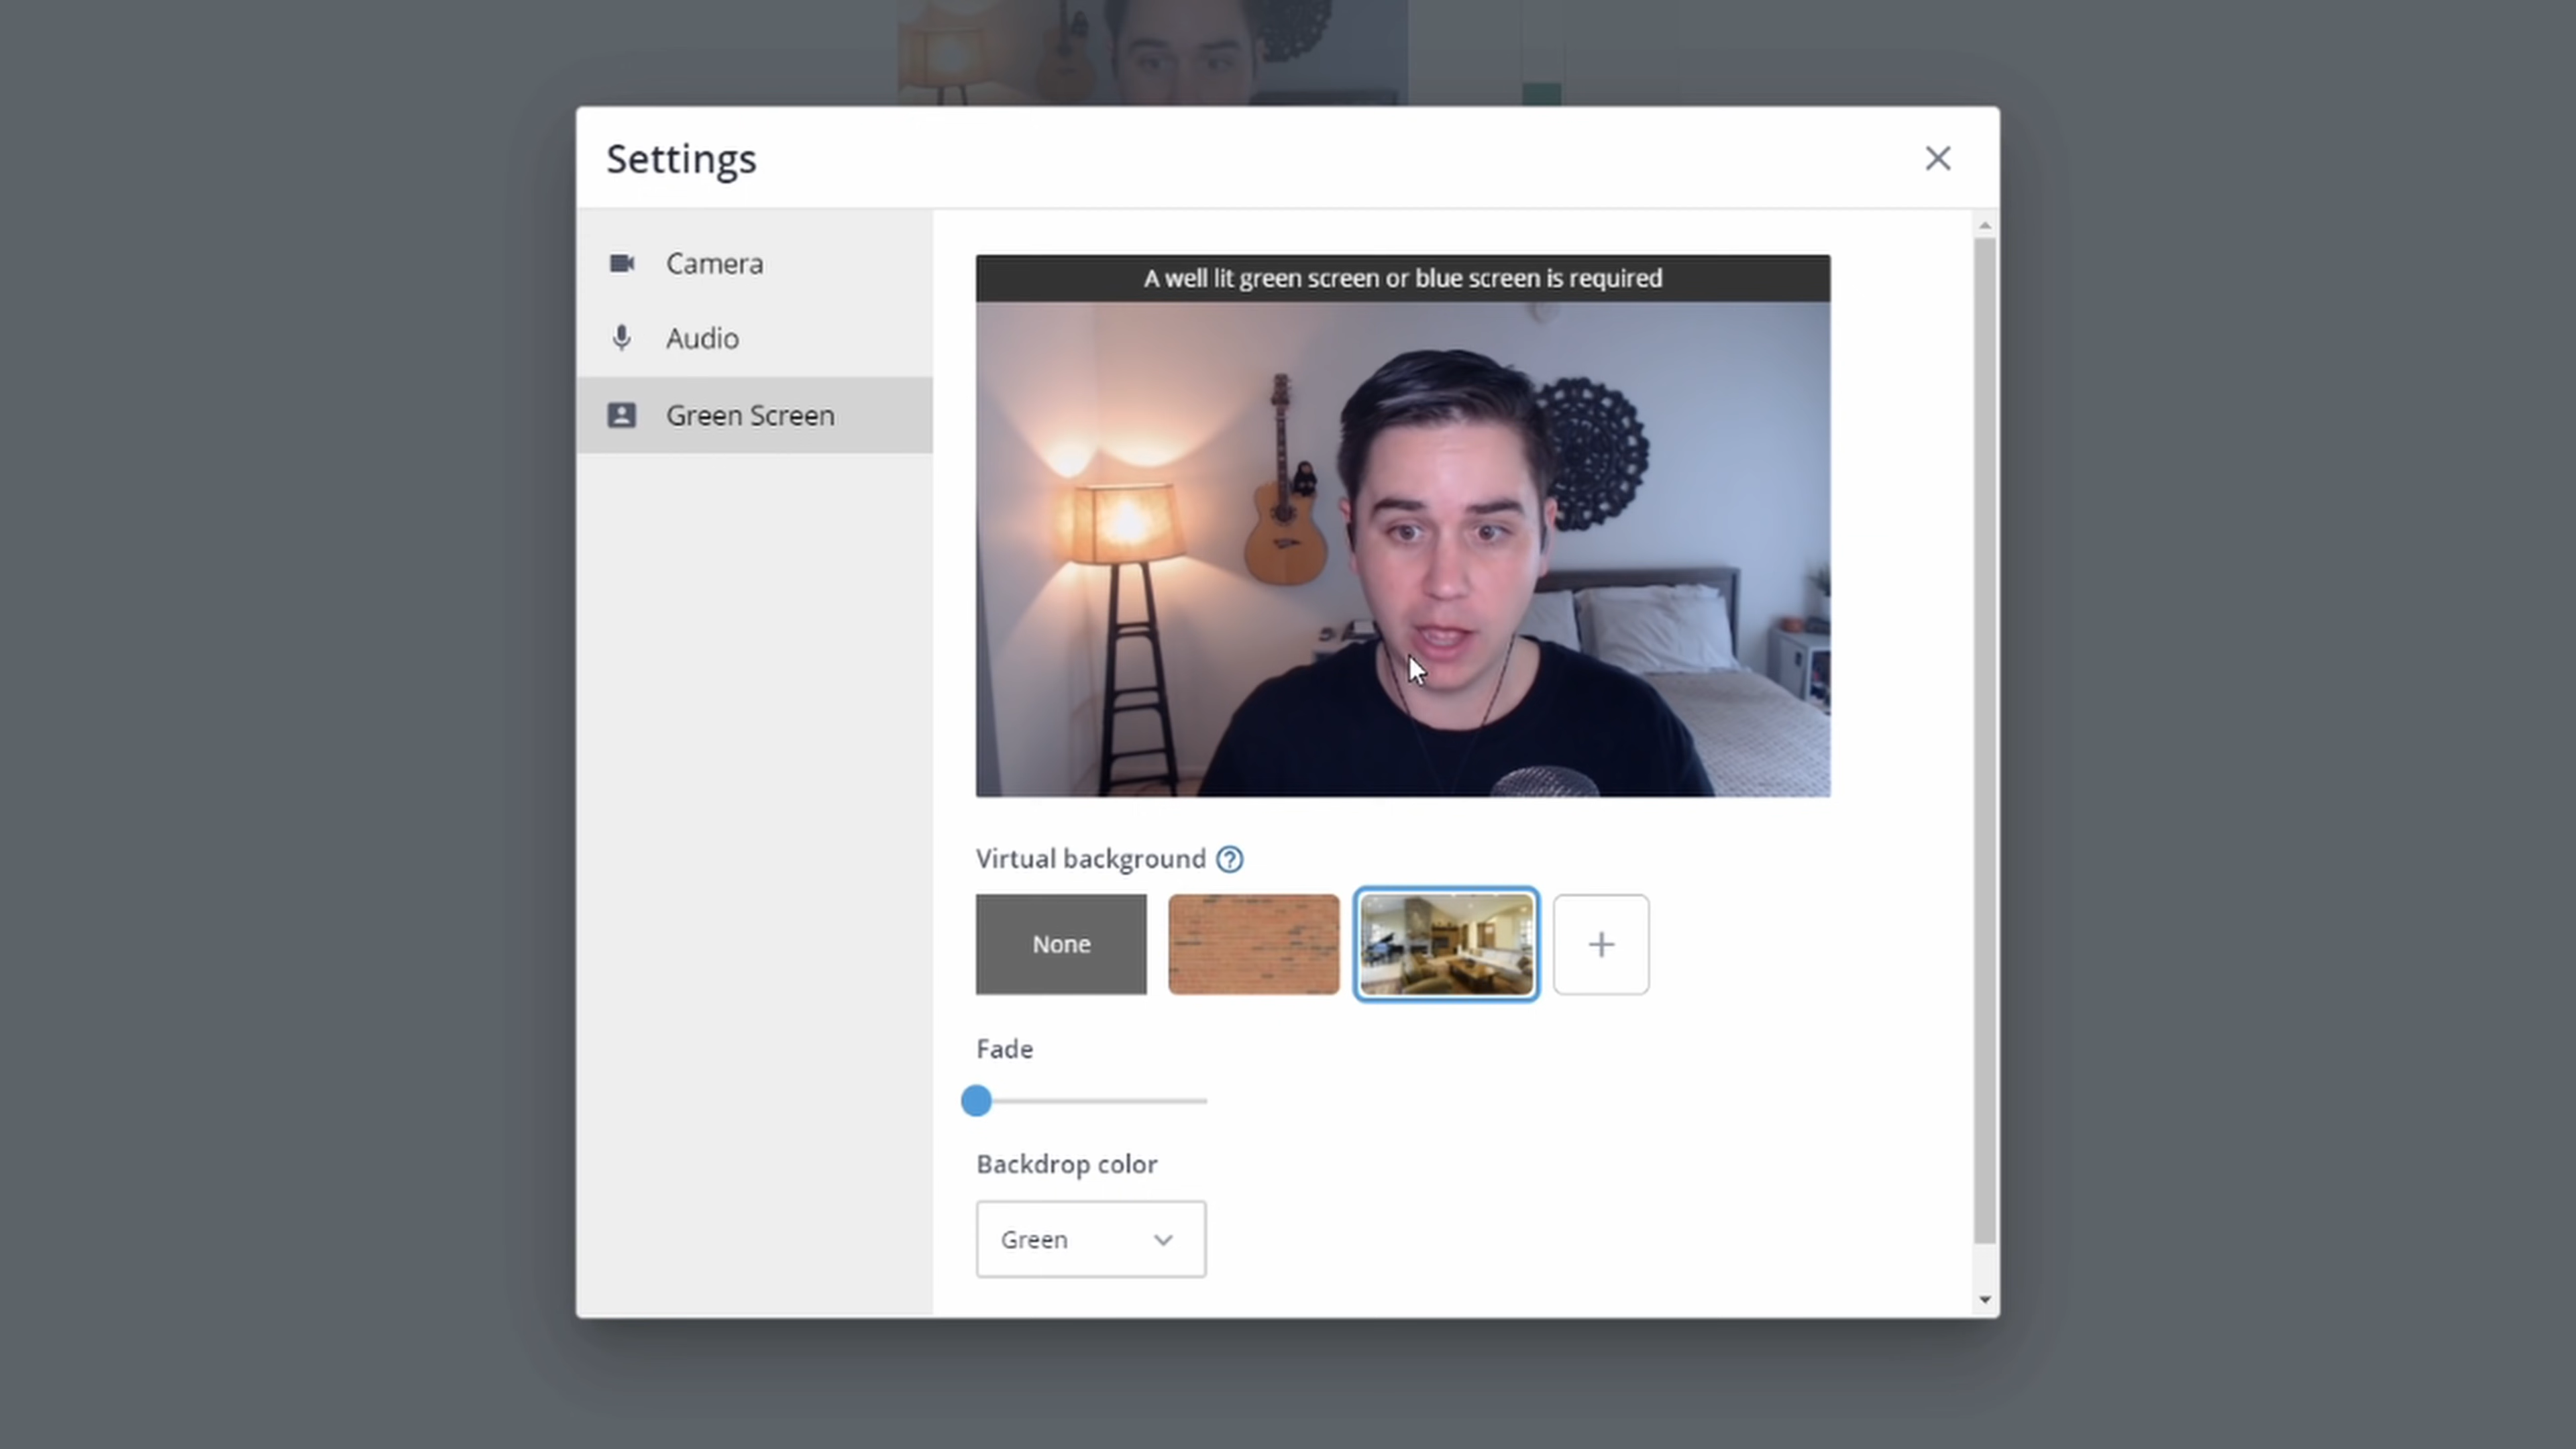 Settings
Camera
Audio
Green Screen
A well lit green screen or blue screen is required
Virtual background
None
Fade
Backdrop color
Green